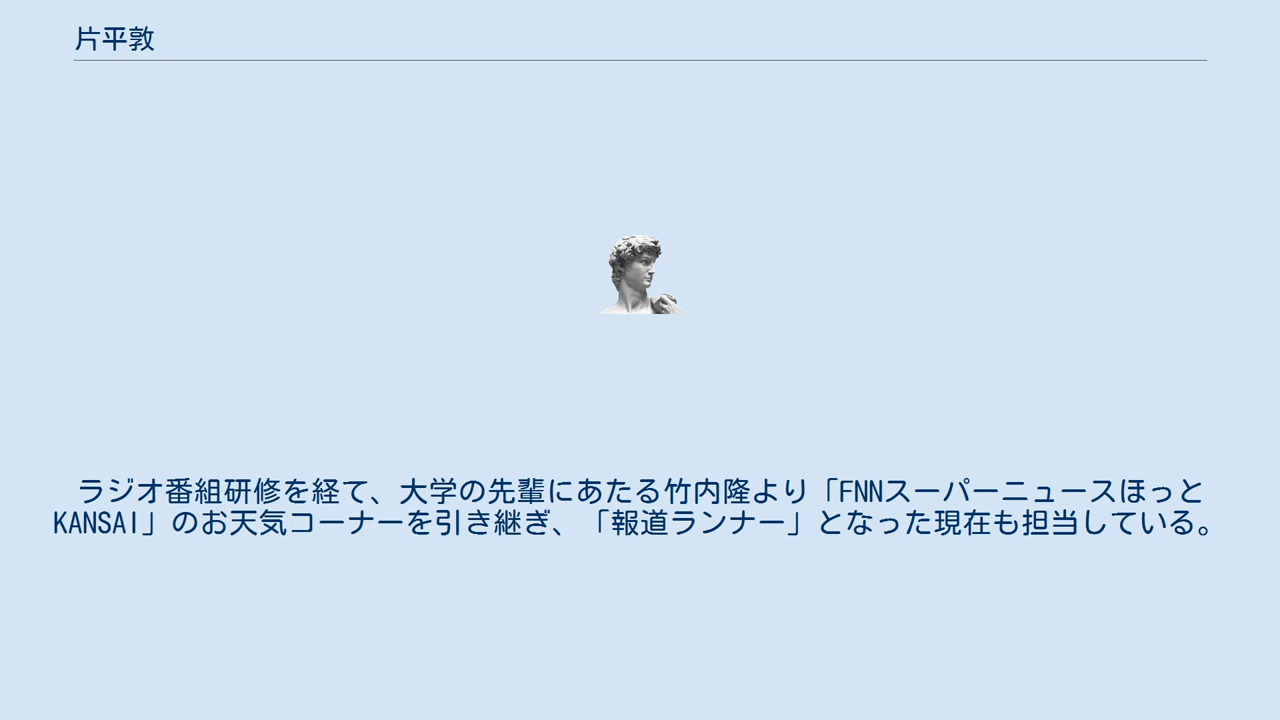 片平敦
ラジオ番組研修を経て、大学の先輩にあたる竹内隆より「FNNスーパーニュースほっと
KANSAI」のお天気コーナーを引き継ぎ、「報道ランナー」となった現在も担当している。